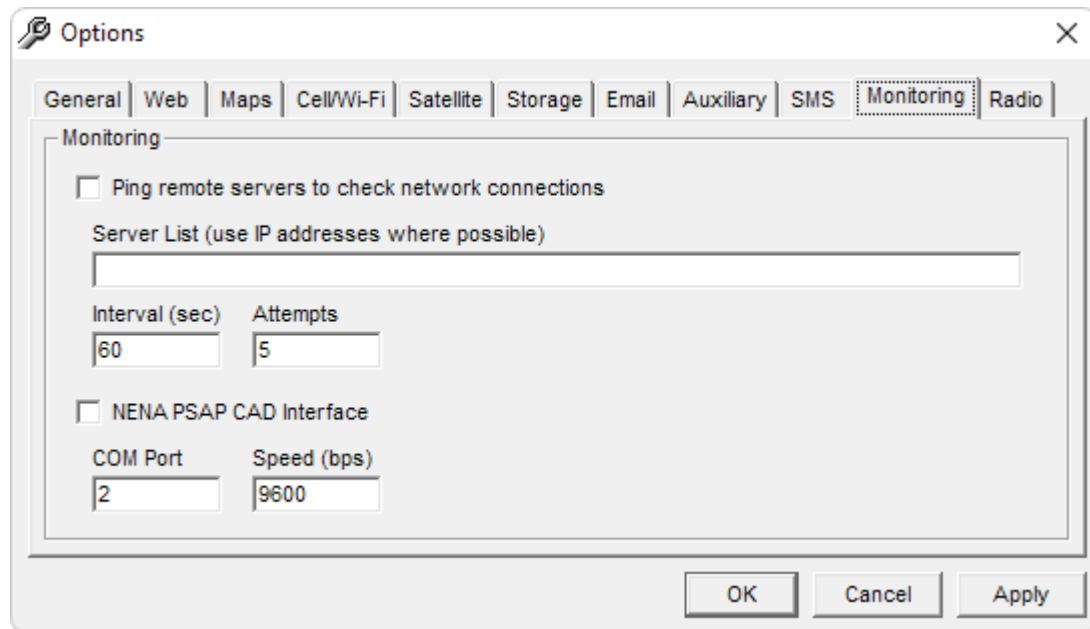 Options
General Web Maps Cell/Wi-Fi Satellite Storage Email Auxiliary SMS Monitoring Radio
Monitoring
Ping remote servers to check network connections
Server List (use IP addresses where possible)
Interval (sec) Attempts
60 5
NENA PSAP CAD Interface
COM Port Speed (bps)
2 9600
OK Cancel Apply